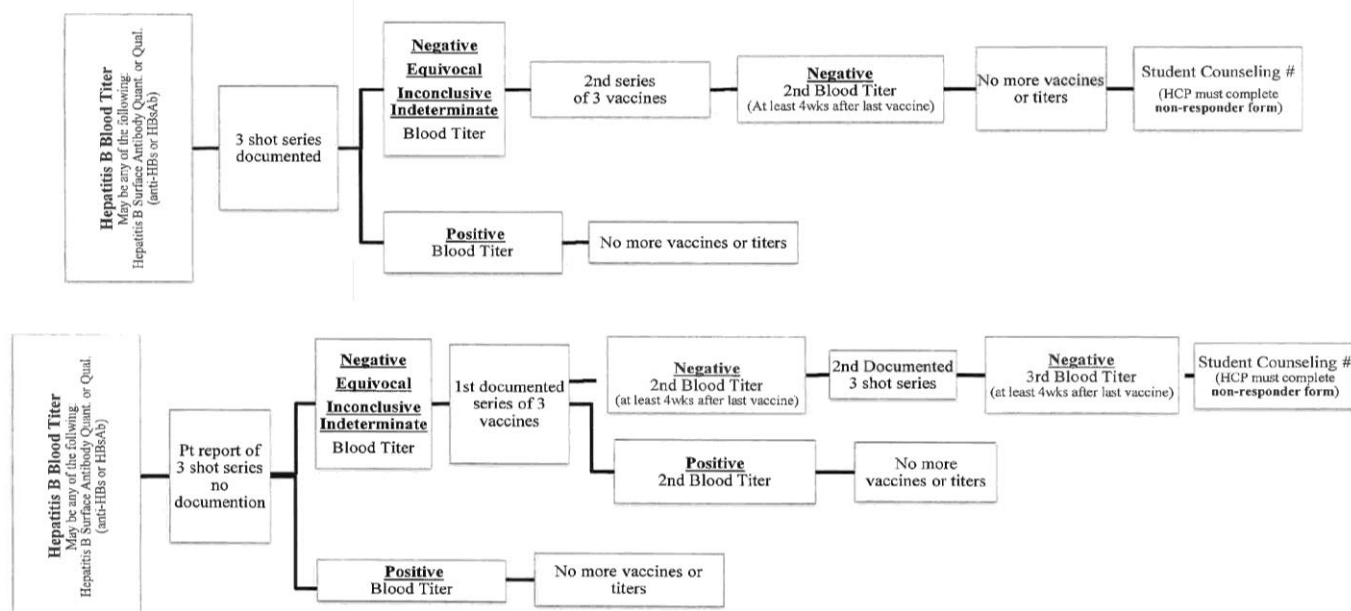 Hepatitis B Blood Titer
May be any of the following:
Hepatitis B Surface Antibody Quant. or Qual.
(anti-HBs or HBsAb)
3 shot series
documented
Negative
Equivocal
Inconclusive
Indeterminate
Blood Titer
2nd series
of 3 vaccines
Negative
2nd Blood Titer
(At least 4wks after last vaccine)
No more vaccines
or titers
Student Counseling #
(HCP must complete
non-responder form)
Positive
Blood Titer
No more vaccines or titers
Hepatitis B Blood Titer
May be any of the follwing:
Hepatitis B Surface Antibody Quant. or Qual.
(anti-HBs or HBsAb)
Pt report of
3 shot series
no
documention
Negative
Equivocal
Inconclusive
Indeterminate
Blood Titer
1st documented
series of 3
vaccines
Negative
2nd Blood Titer
(at least 4wks after last vaccine)
2nd Documented
3 shot series
Negative
3rd Blood Titer
(at least 4wks after last vaccine)
Student Counseling #
(HCP must complete
non-responder form)
Positive
2nd Blood Titer
No more
vaccines or titers
Positive
Blood Titer
No more vaccines or
titers